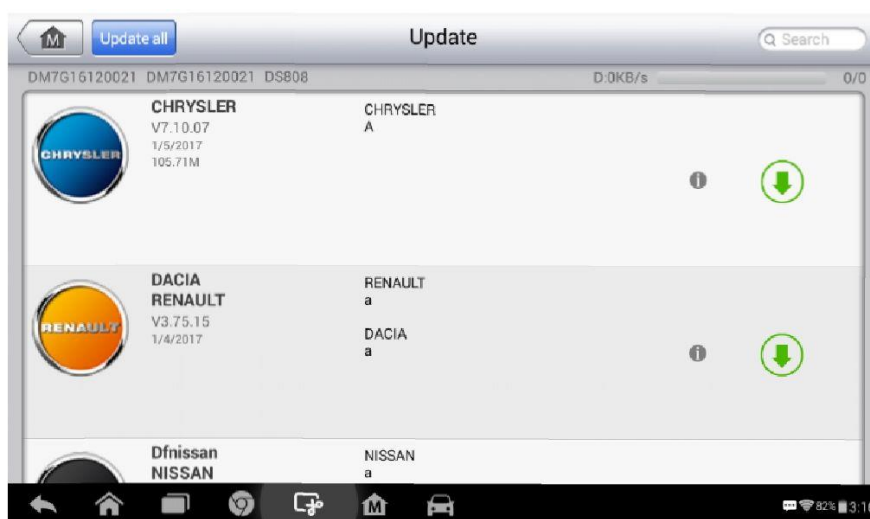 M
Update all
Update
Search
DM7G16120021 DM7G16120021 DS808
D:0KB/s
0/0
CHRYSLER
CHRYSLER
V7.10.07
1/5/2017
105.71M
CHRYSLER
A
RENAULT
DACIA
RENAULT
V3.75.15
1/4/2017
RENAULT
a
DACIA
a
Dfnissan
NISSAN
NISSAN
a
M
82%